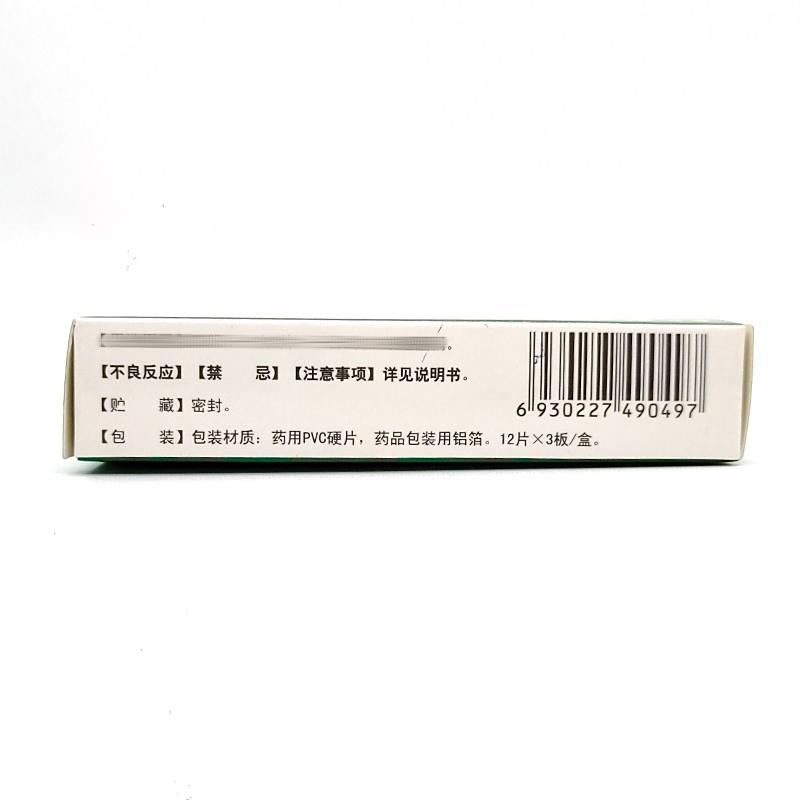 【不良反应】【禁 忌】【注意事项】详见说明书。
【贮 藏】密封。
【包 装】包装材质：药用PVC硬片，药品包装用铝箔。12片×3板/盒。
6 930227 490497